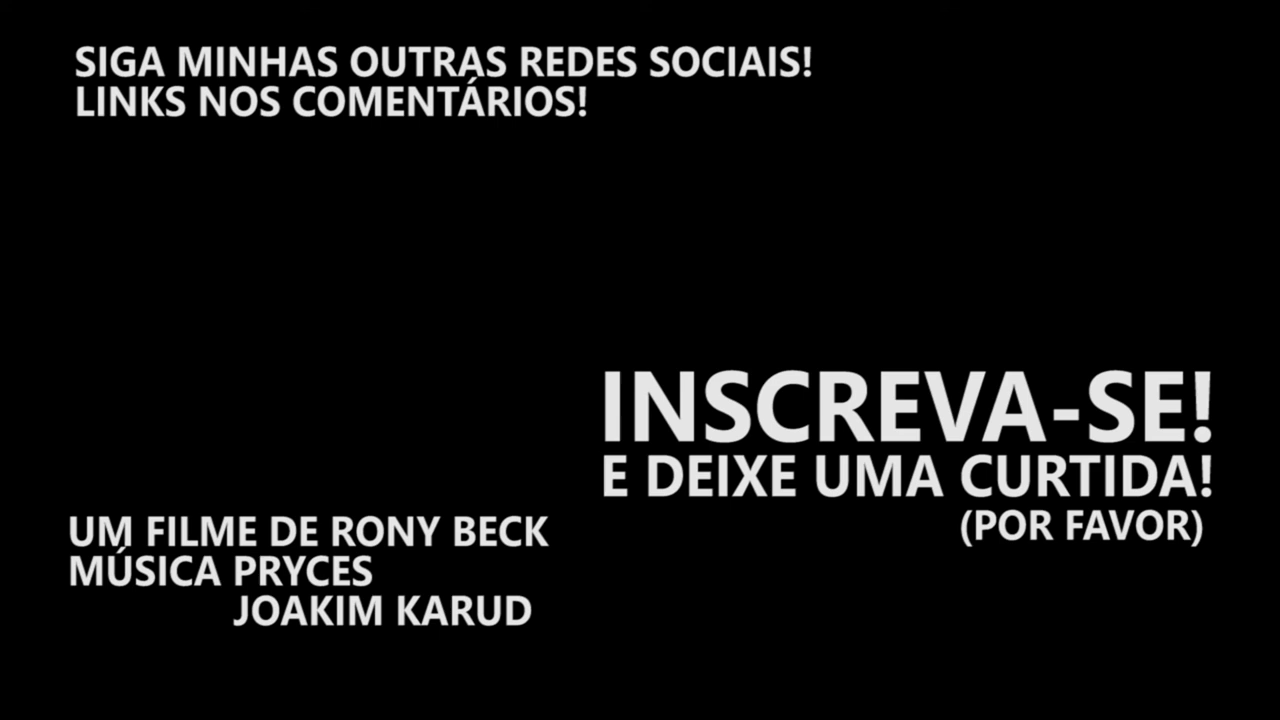 SIGA MINHAS OUTRAS REDES SOCIAIS!
LINKS NOS COMENTÁRIOS!
INSCREVA-SE!
E DEIXE UMA CURTIDA!
(POR FAVOR)
UM FILME DE RONY BECK
MÚSICA PRYCES
JOAKIM KARUD